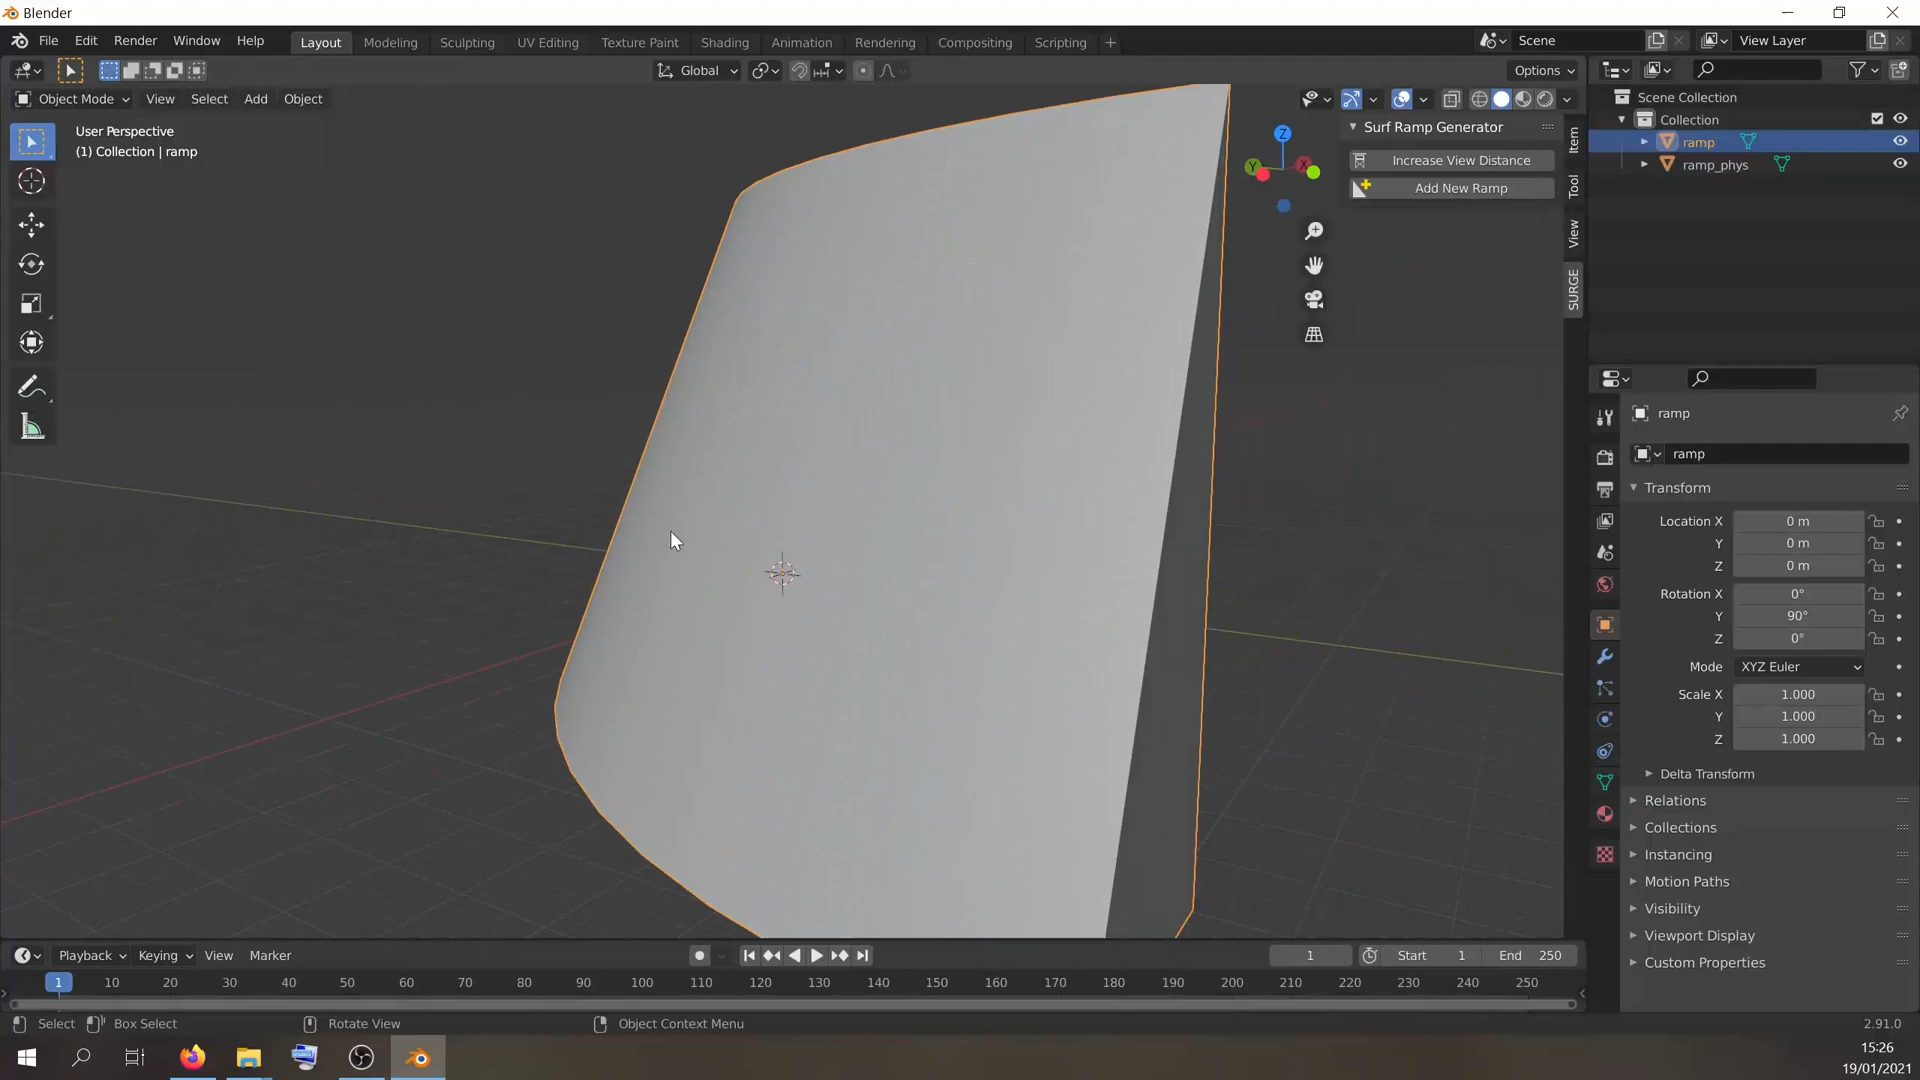 Blender
File Edit Render Window Help Layout Modeling Sculpting UV Editing Texture Paint Shading Animation Rendering Compositing Scripting + Scene View Layer
Global Options
Object Mode View Select Add Object
User Perspective
(1) Collection | ramp
Surf Ramp Generator
Increase View Distance
Add New Ramp
Z
Y
X
Item
Tool
View
SURGE
Scene Collection
Collection
ramp
ramp_phys
ramp
ramp
Transform
Location X 0 m
Y 0 m
Z 0 m
Rotation X 0°
Y 90°
Z 0°
Mode XYZ Euler
Scale X 1.000
Y 1.000
Z 1.000
Delta Transform
Relations
Collections
Instancing
Motion Paths
Visibility
Viewport Display
Custom Properties
Playback Keying View Marker 1 Start 1 End 250
1 10 20 30 40 50 60 70 80 90 100 110 120 130 140 150 160 170 180 190 200 210 220 230 240 250
Select Box Select Rotate View Object Context Menu 2.91.0
15:26
19/01/2021